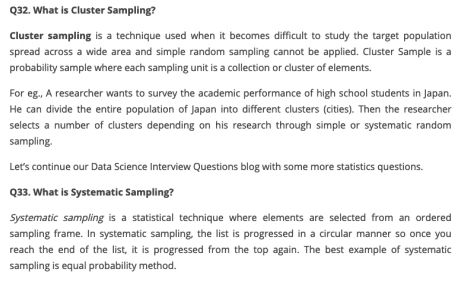 Q32. What is Cluster Sampling?
Cluster sampling is a technique used when it becomes difficult to study the target population
spread across a wide area and simple random sampling cannot be applied. Cluster Sample is a
probability sample where each sampling unit is a collection or cluster of elements.
For eg., A researcher wants to survey the academic performance of high school students in Japan.
He can divide the entire population of Japan into different clusters (cities). Then the researcher
selects a number of clusters depending on his research through simple or systematic random
sampling.
Let's continue our Data Science Interview Questions blog with some more statistics questions.
Q33. What is Systematic Sampling?
Systematic sampling is a statistical technique where elements are selected from an ordered
sampling frame. In systematic sampling, the list is progressed in a circular manner so once you
reach the end of the list, it is progressed from the top again. The best example of systematic
sampling is equal probability method.